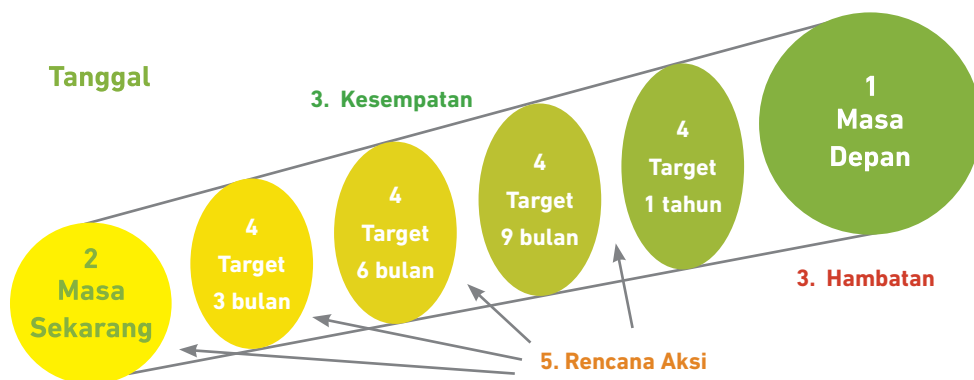 Tanggal
3. Kesempatan
1
Masa
Depan
4
Target
1 tahun
4
Target
9 bulan
4
Target
6 bulan
4
Target
3 bulan
2
Masa
Sekarang
3. Hambatan
5. Rencana Aksi